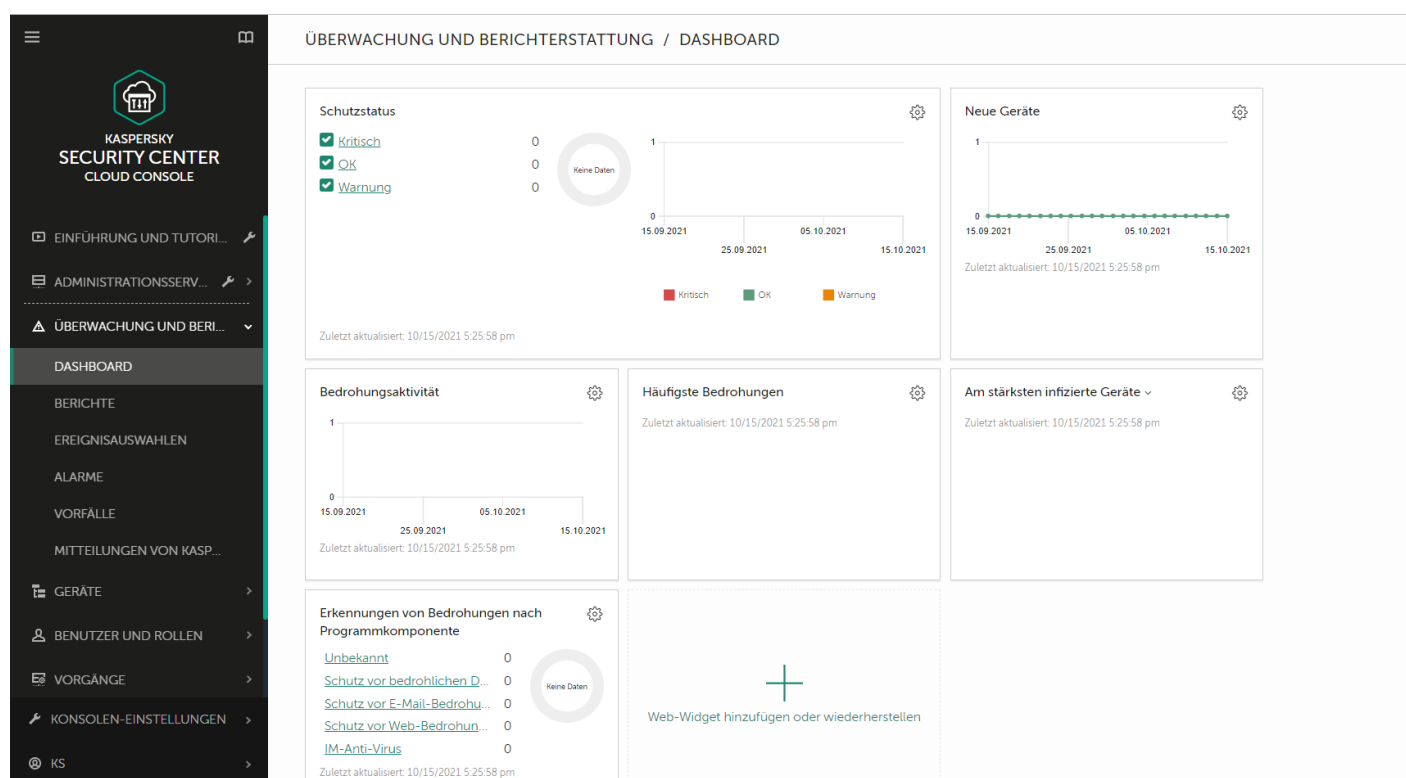 KASPERSKY
SECURITY CENTER
CLOUD CONSOLE
EINFÜHRUNG UND TUTORI...
ADMINISTRATIONSSERV...
ÜBERWACHUNG UND BERI...
DASHBOARD
BERICHTE
EREIGNISAUSWAHLEN
ALARME
VORFÄLLE
MITTEILUNGEN VON KASP...
GERÄTE
BENUTZER UND ROLLEN
VORGÄNGE
KONSOLEN-EINSTELLUNGEN
KS
ÜBERWACHUNG UND BERICHTERSTATTUNG / DASHBOARD
Schutzstatus
Kritisch 0
OK 0
Warnung 0
Keine Daten
1
0
15.09.2021
25.09.2021
05.10.2021
15.10.2021
Kritisch OK Warnung
Zuletzt aktualisiert: 10/15/2021 5:25:58 pm
Neue Geräte
1
0
15.09.2021
25.09.2021
05.10.2021
15.10.2021
Zuletzt aktualisiert: 10/15/2021 5:25:58 pm
Bedrohungsaktivität
1
0
15.09.2021
25.09.2021
05.10.2021
15.10.2021
Zuletzt aktualisiert: 10/15/2021 5:25:58 pm
Häufigste Bedrohungen
Zuletzt aktualisiert: 10/15/2021 5:25:58 pm
Am stärksten infizierte Geräte
Zuletzt aktualisiert: 10/15/2021 5:25:58 pm
Erkennungen von Bedrohungen nach
Programmkomponente
Unbekannt 0
Schutz vor bedrohlichen D... 0
Schutz vor E-Mail-Bedrohu... 0
Schutz vor Web-Bedrohun... 0
IM-Anti-Virus 0
Keine Daten
Zuletzt aktualisiert: 10/15/2021 5:25:58 pm
Web-Widget hinzufügen oder wiederherstellen